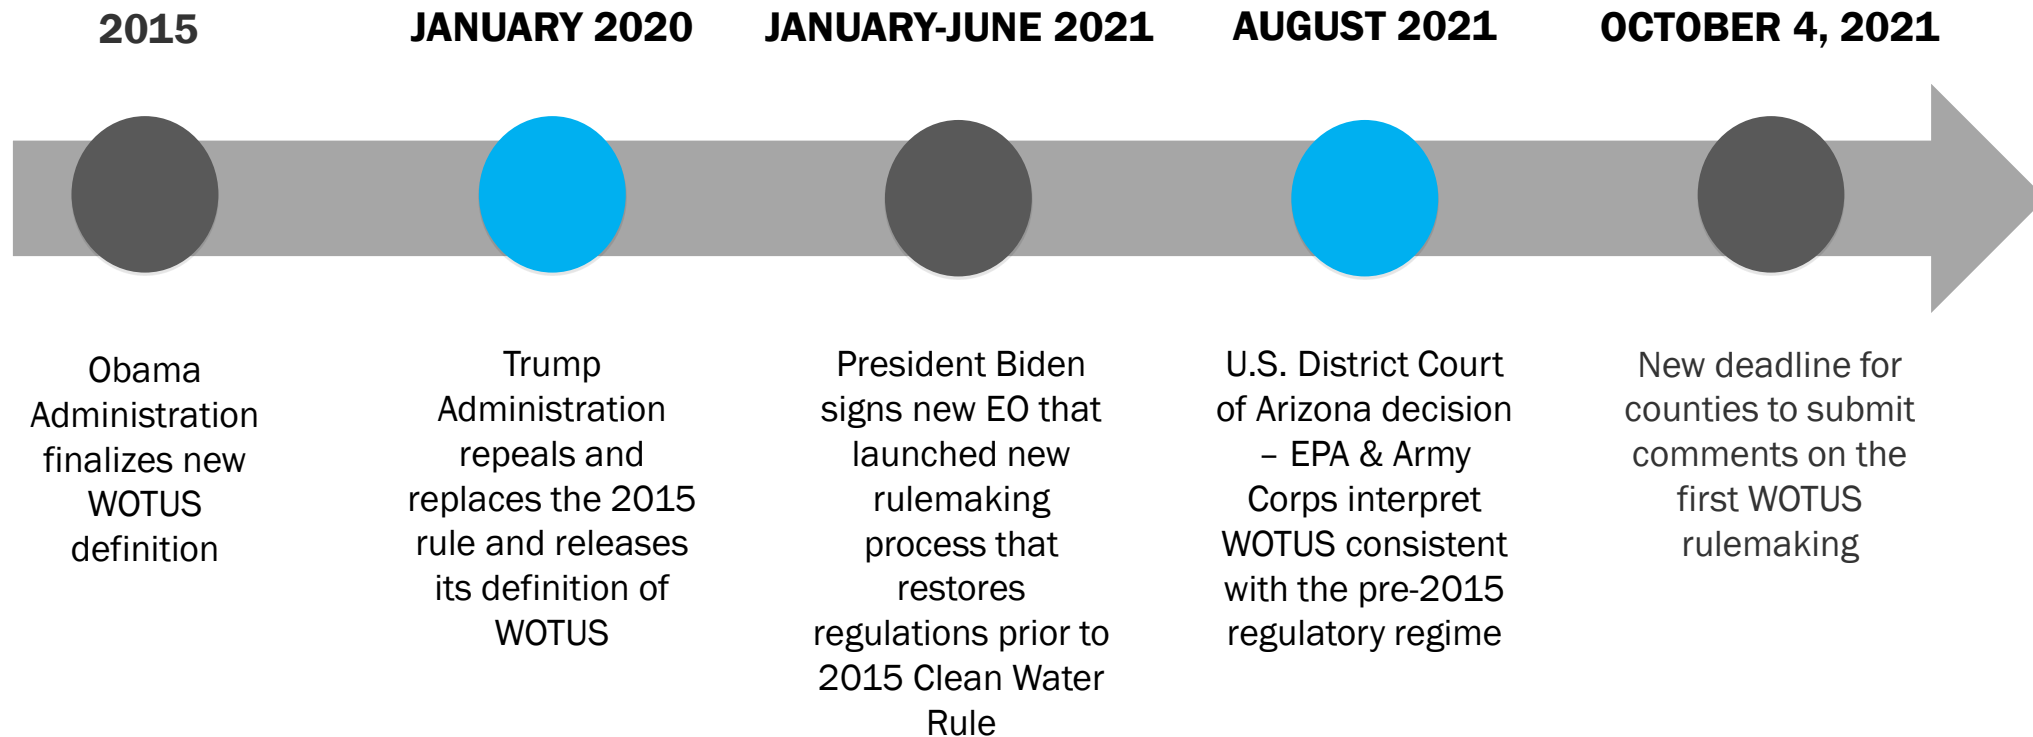 2015
Obama
Administration
finalizes new
WOTUS
definition
JANUARY 2020
Trump
Administration
repeals and
replaces the 2015
rule and releases
its definition of
WOTUS
JANUARY-JUNE 2021
President Biden
signs new EO that
launched new
rulemaking
process that
restores
regulations prior to
2015 Clean Water
Rule
AUGUST 2021
U.S. District Court
of Arizona decision
– EPA & Army
Corps interpret
WOTUS consistent
with the pre-2015
regulatory regime
OCTOBER 4, 2021
New deadline for
counties to submit
comments on the
first WOTUS
rulemaking